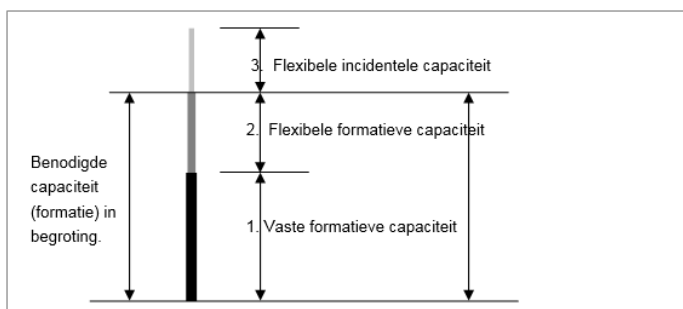 3. Flexibele incidentele capaciteit
2. Flexibele formatieve capaciteit
Benodigde
capaciteit
(formatie) in
begroting.
1. Vaste formatieve capaciteit